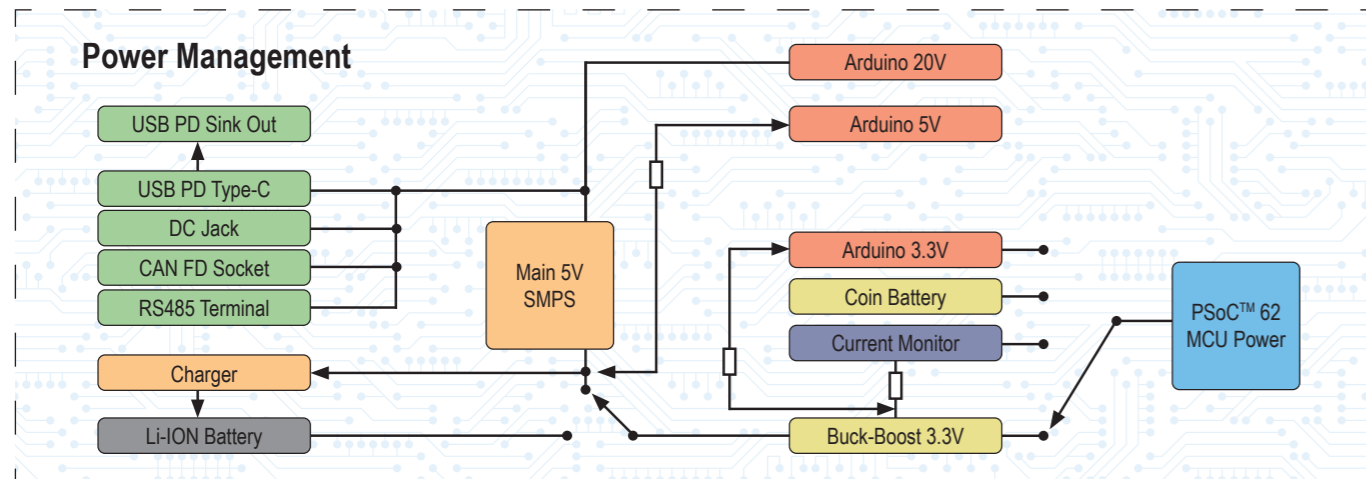 Power Management
USB PD Sink Out
USB PD Type-C
DC Jack
CAN FD Socket
RS485 Terminal
Charger
Li-ION Battery
Main 5V
SMPS
Arduino 20V
Arduino 5V
Arduino 3.3V
Coin Battery
Current Monitor
Buck-Boost 3.3V
PSoC™ 62
MCU Power